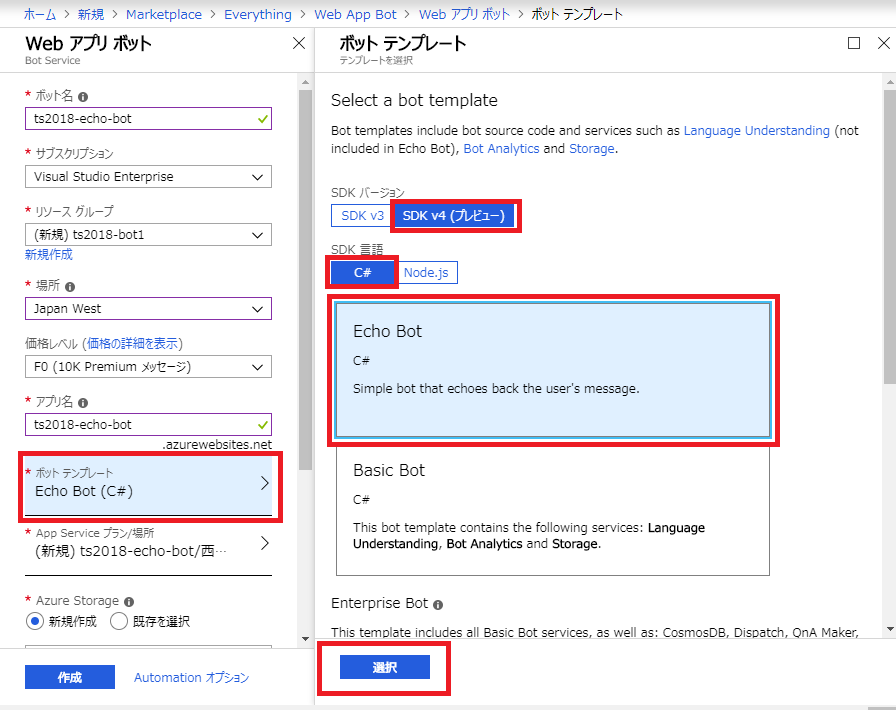 ホーム > 新規 > Marketplace > Everything > Web App Bot > Web アプリ ボット > ボット テンプレート
Web アプリ ボット
Bot Service
* ボット名
ts2018-echo-bot
* サブスクリプション
Visual Studio Enterprise
* リソース グループ
(新規) ts2018-bot1
新規作成
* 場所
Japan West
価格レベル (価格の詳細を表示)
F0 (10K Premium メッセージ)
* アプリ名
ts2018-echo-bot
.azurewebsites.net
* ボット テンプレート
Echo Bot (C#)
* App Service プラン/場所
(新規) ts2018-echo-bot/西…
* Azure Storage
新規作成 既存を選択
作成 Automation オプション
ボット テンプレート
テンプレートを選択
Select a bot template
Bot templates include bot source code and services such as Language Understanding (not
included in Echo Bot), Bot Analytics and Storage.
SDK バージョン
SDK v3 SDK v4 (プレビュー)
SDK 言語
C# Node.js
Echo Bot
C#
Simple bot that echoes back the user's message.
Basic Bot
C#
This bot template contains the following services: Language
Understanding, Bot Analytics and Storage.
Enterprise Bot
This template includes all Basic Bot services, as well as: CosmosDB, Dispatch, QnA Maker,
選択